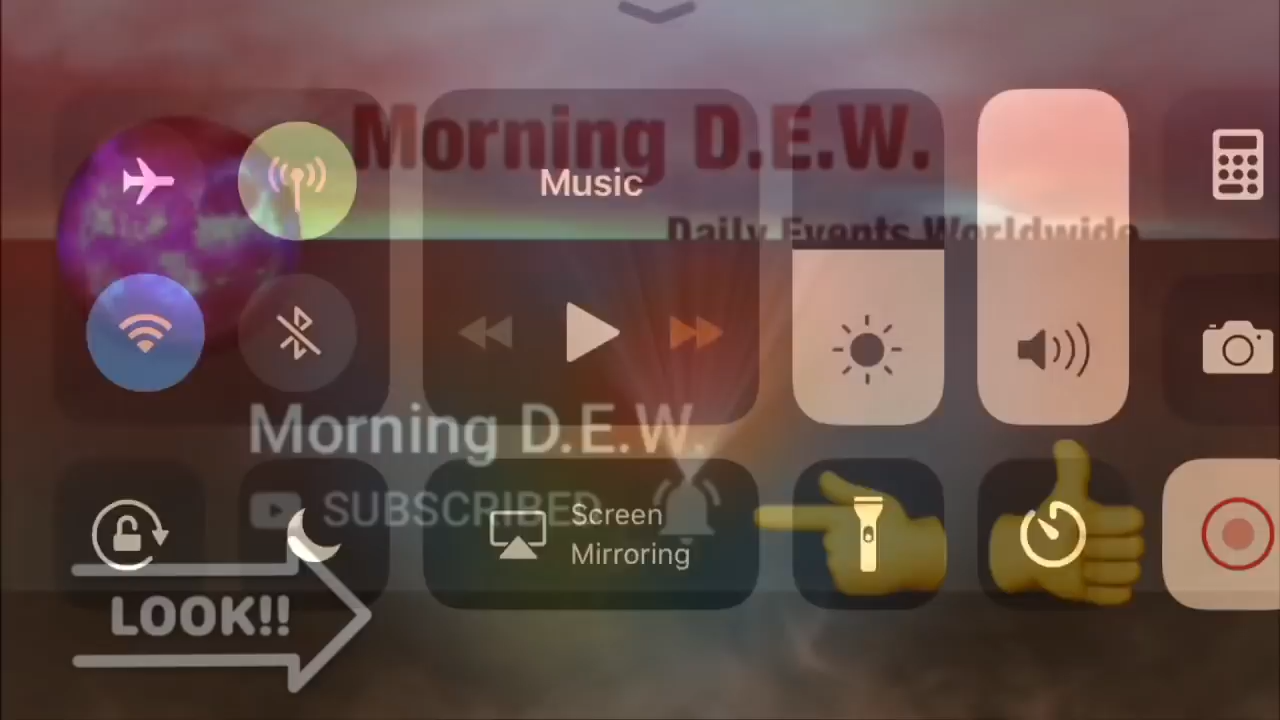 Morning D.E.W.
Music
Daily Events Worldwide
Morning D.E.W.
SUBSCRIBED
Screen
Mirroring
LOOK!!